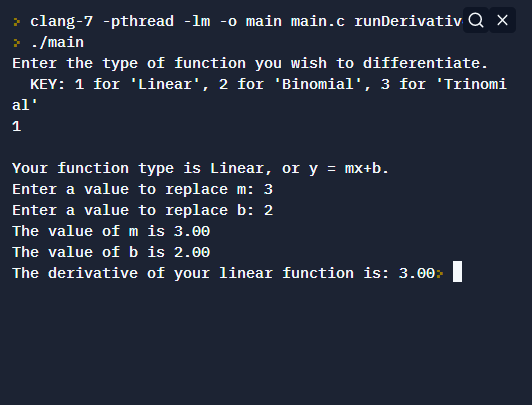 > clang-7 -pthread -lm -o main main.c runDerivativ
> ./main
Enter the type of function you wish to differentiate.
  KEY: 1 for 'Linear', 2 for 'Binomial', 3 for 'Trinomi
al'
1

Your function type is Linear, or y = mx+b.
Enter a value to replace m: 3
Enter a value to replace b: 2
The value of m is 3.00
The value of b is 2.00
The derivative of your linear function is: 3.00>